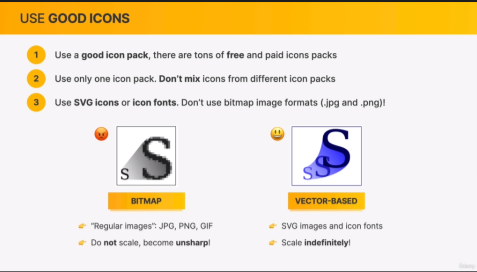 USE GOOD ICONS
1 Use a good icon pack, there are tons of free and paid icons packs
2 Use only one icon pack. Don't mix icons from different icon packs
3 Use SVG icons or icon fonts. Don't use bitmap image formats (.jpg and .png)!
s S
s S S
BITMAP
VECTOR-BASED
"Regular images": JPG, PNG, GIF
SVG images and icon fonts
Do not scale, become unsharp!
Scale indefinitely!